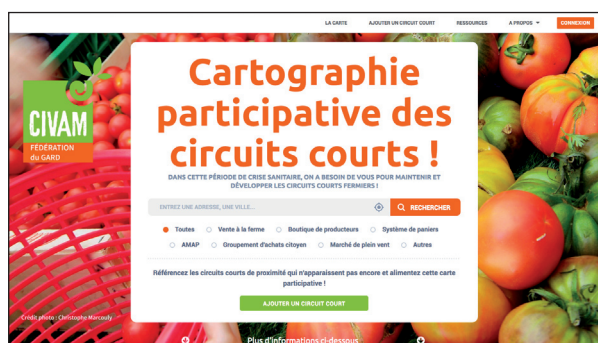 LA CARTE AJOUTER UN CIRCUIT COURT RESSOURCES A PROPOS CONNEXION
CIVAM
FÉDÉRATION
du GARD
Cartographie
participative des
circuits courts !
DANS CETTE PÉRIODE DE CRISE SANITAIRE, ON A BESOIN DE VOUS POUR MAINTENIR ET
DÉVELOPPER LES CIRCUITS COURTS FERMIERS !
ENTREZ UNE ADRESSE, UNE VILLE... RECHERCHER
Toutes Vente à la ferme Boutique de producteurs Système de paniers
AMAP Groupement d'achats citoyen Marché de plein vent Autres
Référencez les circuits courts de proximité qui n'apparaissent pas encore et alimentez cette carte
participative !
AJOUTER UN CIRCUIT COURT
Crédit photo : Christophe Marcouly
Plus d'informations ci-dessous